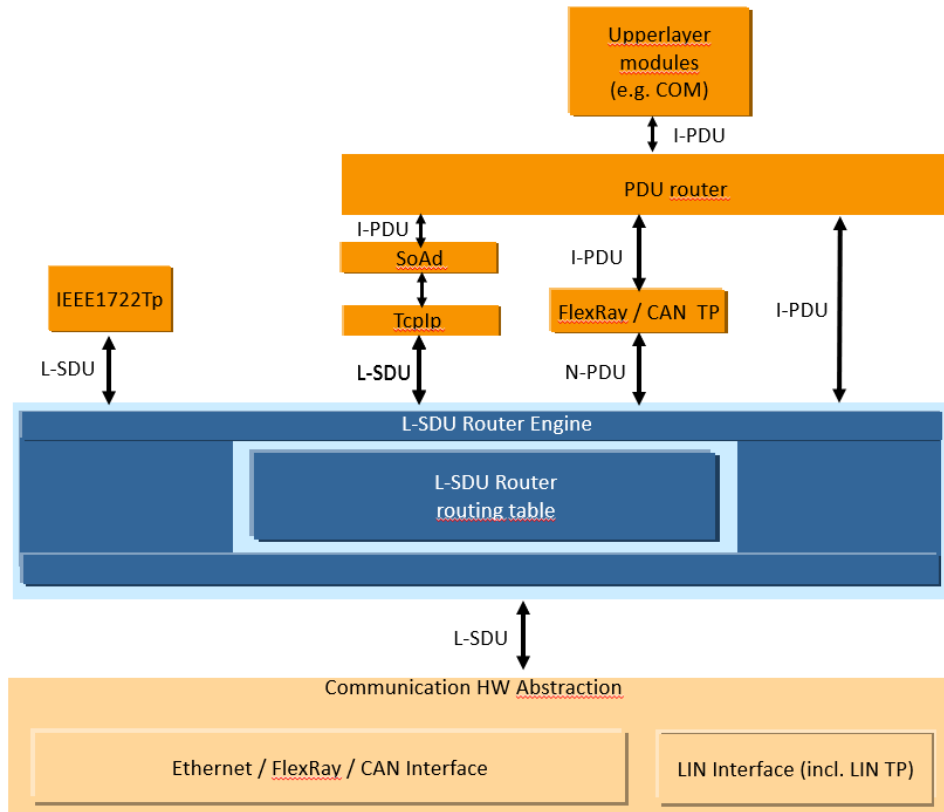 Upperlayer
modules
(e.g. COM)
I-PDU
PDU router
I-PDU
SoAd
I-PDU
I-PDU
IEEE1722Tp
TcpIp
FlexRay / CAN TP
L-SDU
L-SDU
N-PDU
L-SDU Router Engine
L-SDU Router
routing table
L-SDU
Communication HW Abstraction
Ethernet / FlexRay / CAN Interface
LIN Interface (incl. LIN TP)